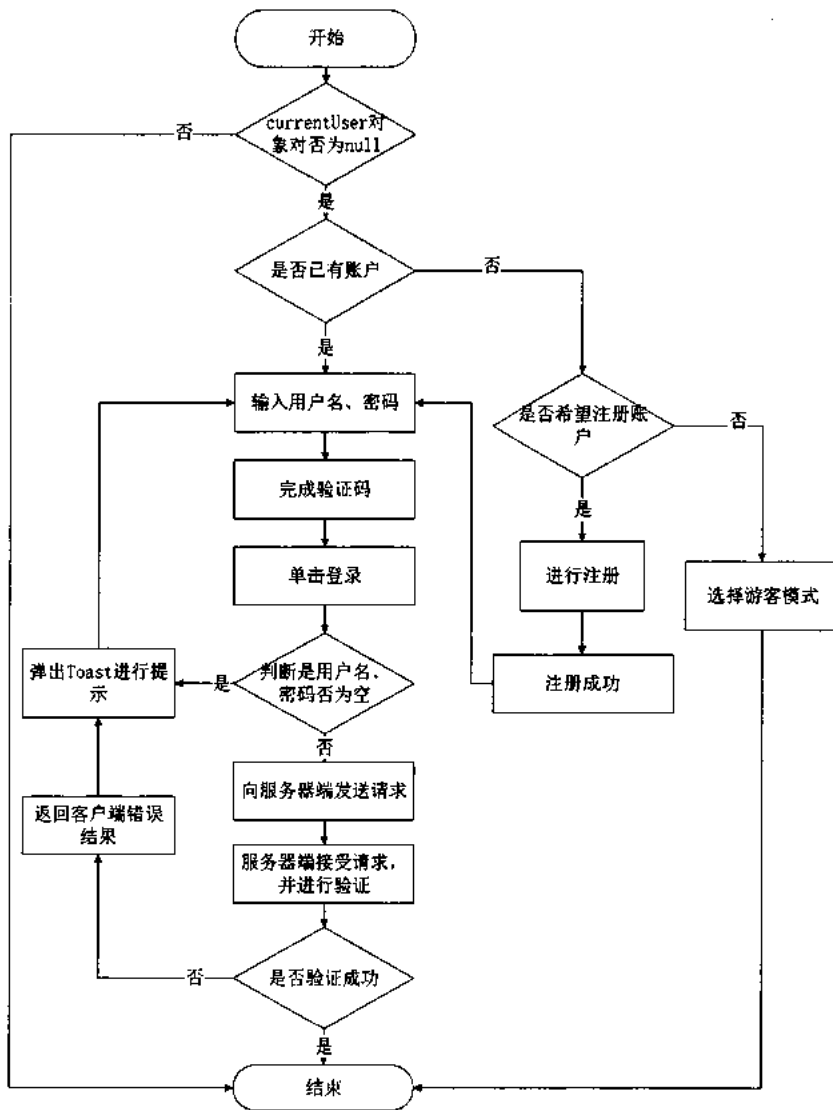 开始
否
currentUser对
象对否为null
是
是否已有账户
否
是
输入用户名、密码
是否希望注册账
户
否
完成验证码
是
单击登录
进行注册
选择游客模式
弹出Toast进行提
示
是
判断是用户名、
密码否为空
注册成功
否
向服务器端发送请求
返回客户端错误
结果
服务器端接受请求，
并进行验证
否
是否验证成功
是
结束